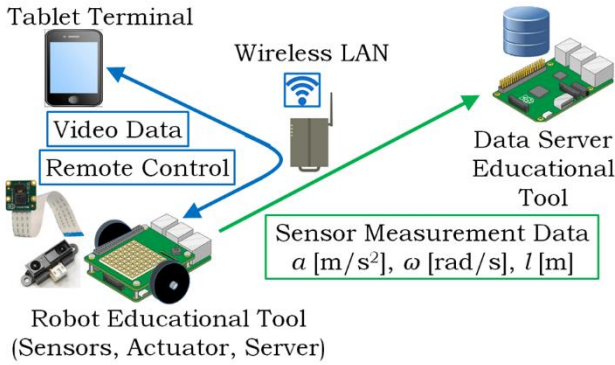 Tablet Terminal
Wireless LAN
Video Data
Remote Control
Data Server
Educational
Tool
Sensor Measurement Data
a [m/s²], ω [rad/s], l [m]
Robot Educational Tool
(Sensors, Actuator, Server)